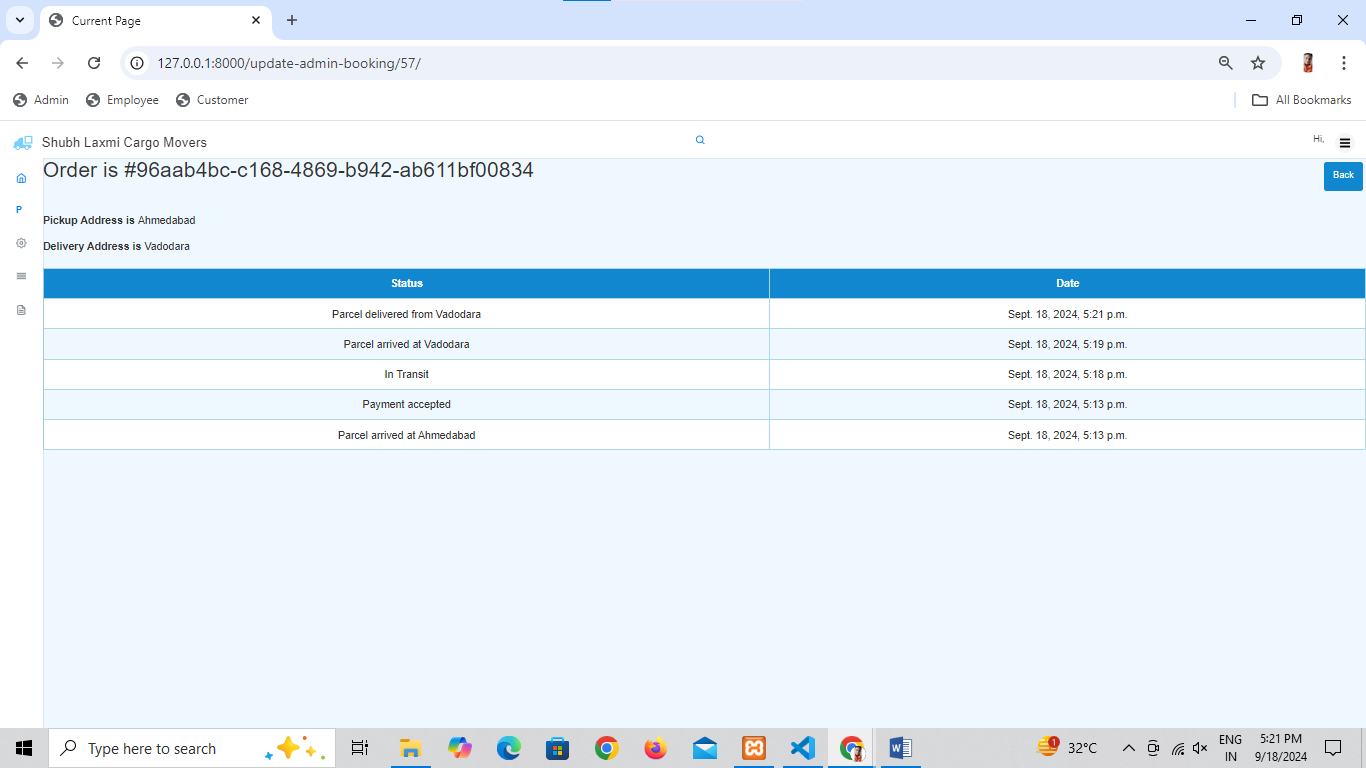 Current Page
127.0.0.1:8000/update-admin-booking/57/
Admin Employee Customer All Bookmarks
Shubh Laxmi Cargo Movers Hi,
Order is #96aab4bc-c168-4869-b942-ab611bf00834 Back
P
Pickup Address is Ahmedabad
Delivery Address is Vadodara
Status Date
Parcel delivered from Vadodara Sept. 18, 2024, 5:21 p.m.
Parcel arrived at Vadodara Sept. 18, 2024, 5:19 p.m.
In Transit Sept. 18, 2024, 5:18 p.m.
Payment accepted Sept. 18, 2024, 5:13 p.m.
Parcel arrived at Ahmedabad Sept. 18, 2024, 5:13 p.m.
Type here to search 1 32°C ENG 5:21 PM
IN 9/18/2024